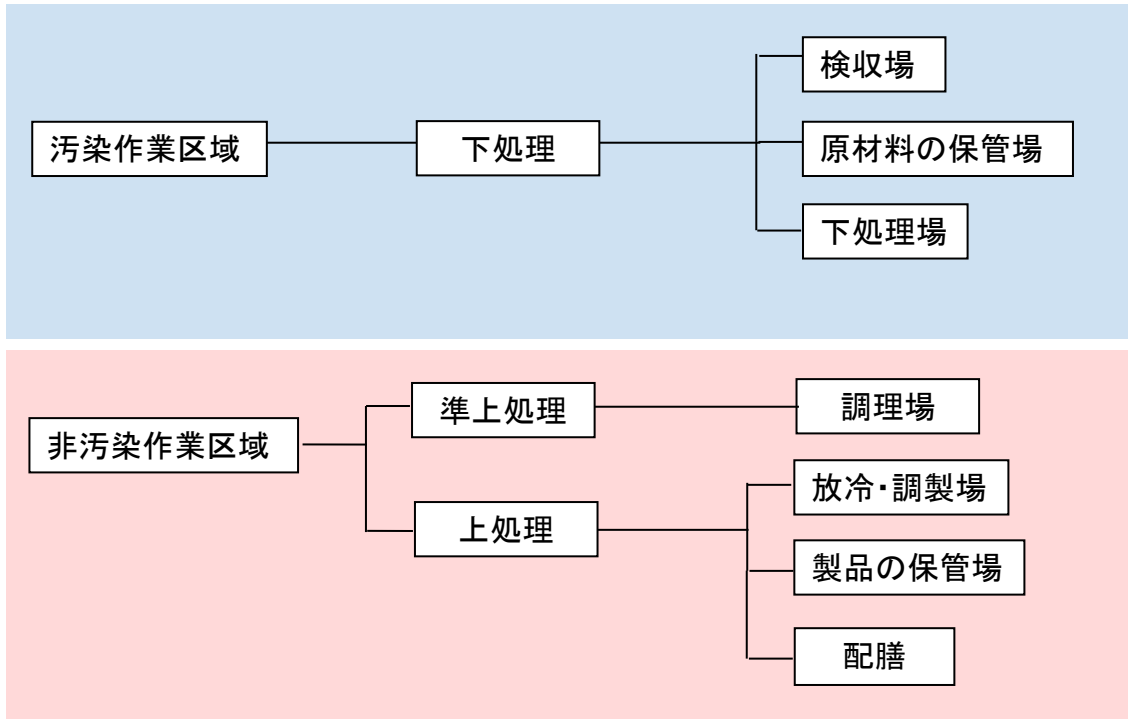 汚染作業区域
下処理
検収場
原材料の保管場
下処理場
非汚染作業区域
準上処理
調理場
上処理
放冷・調製場
製品の保管場
配膳